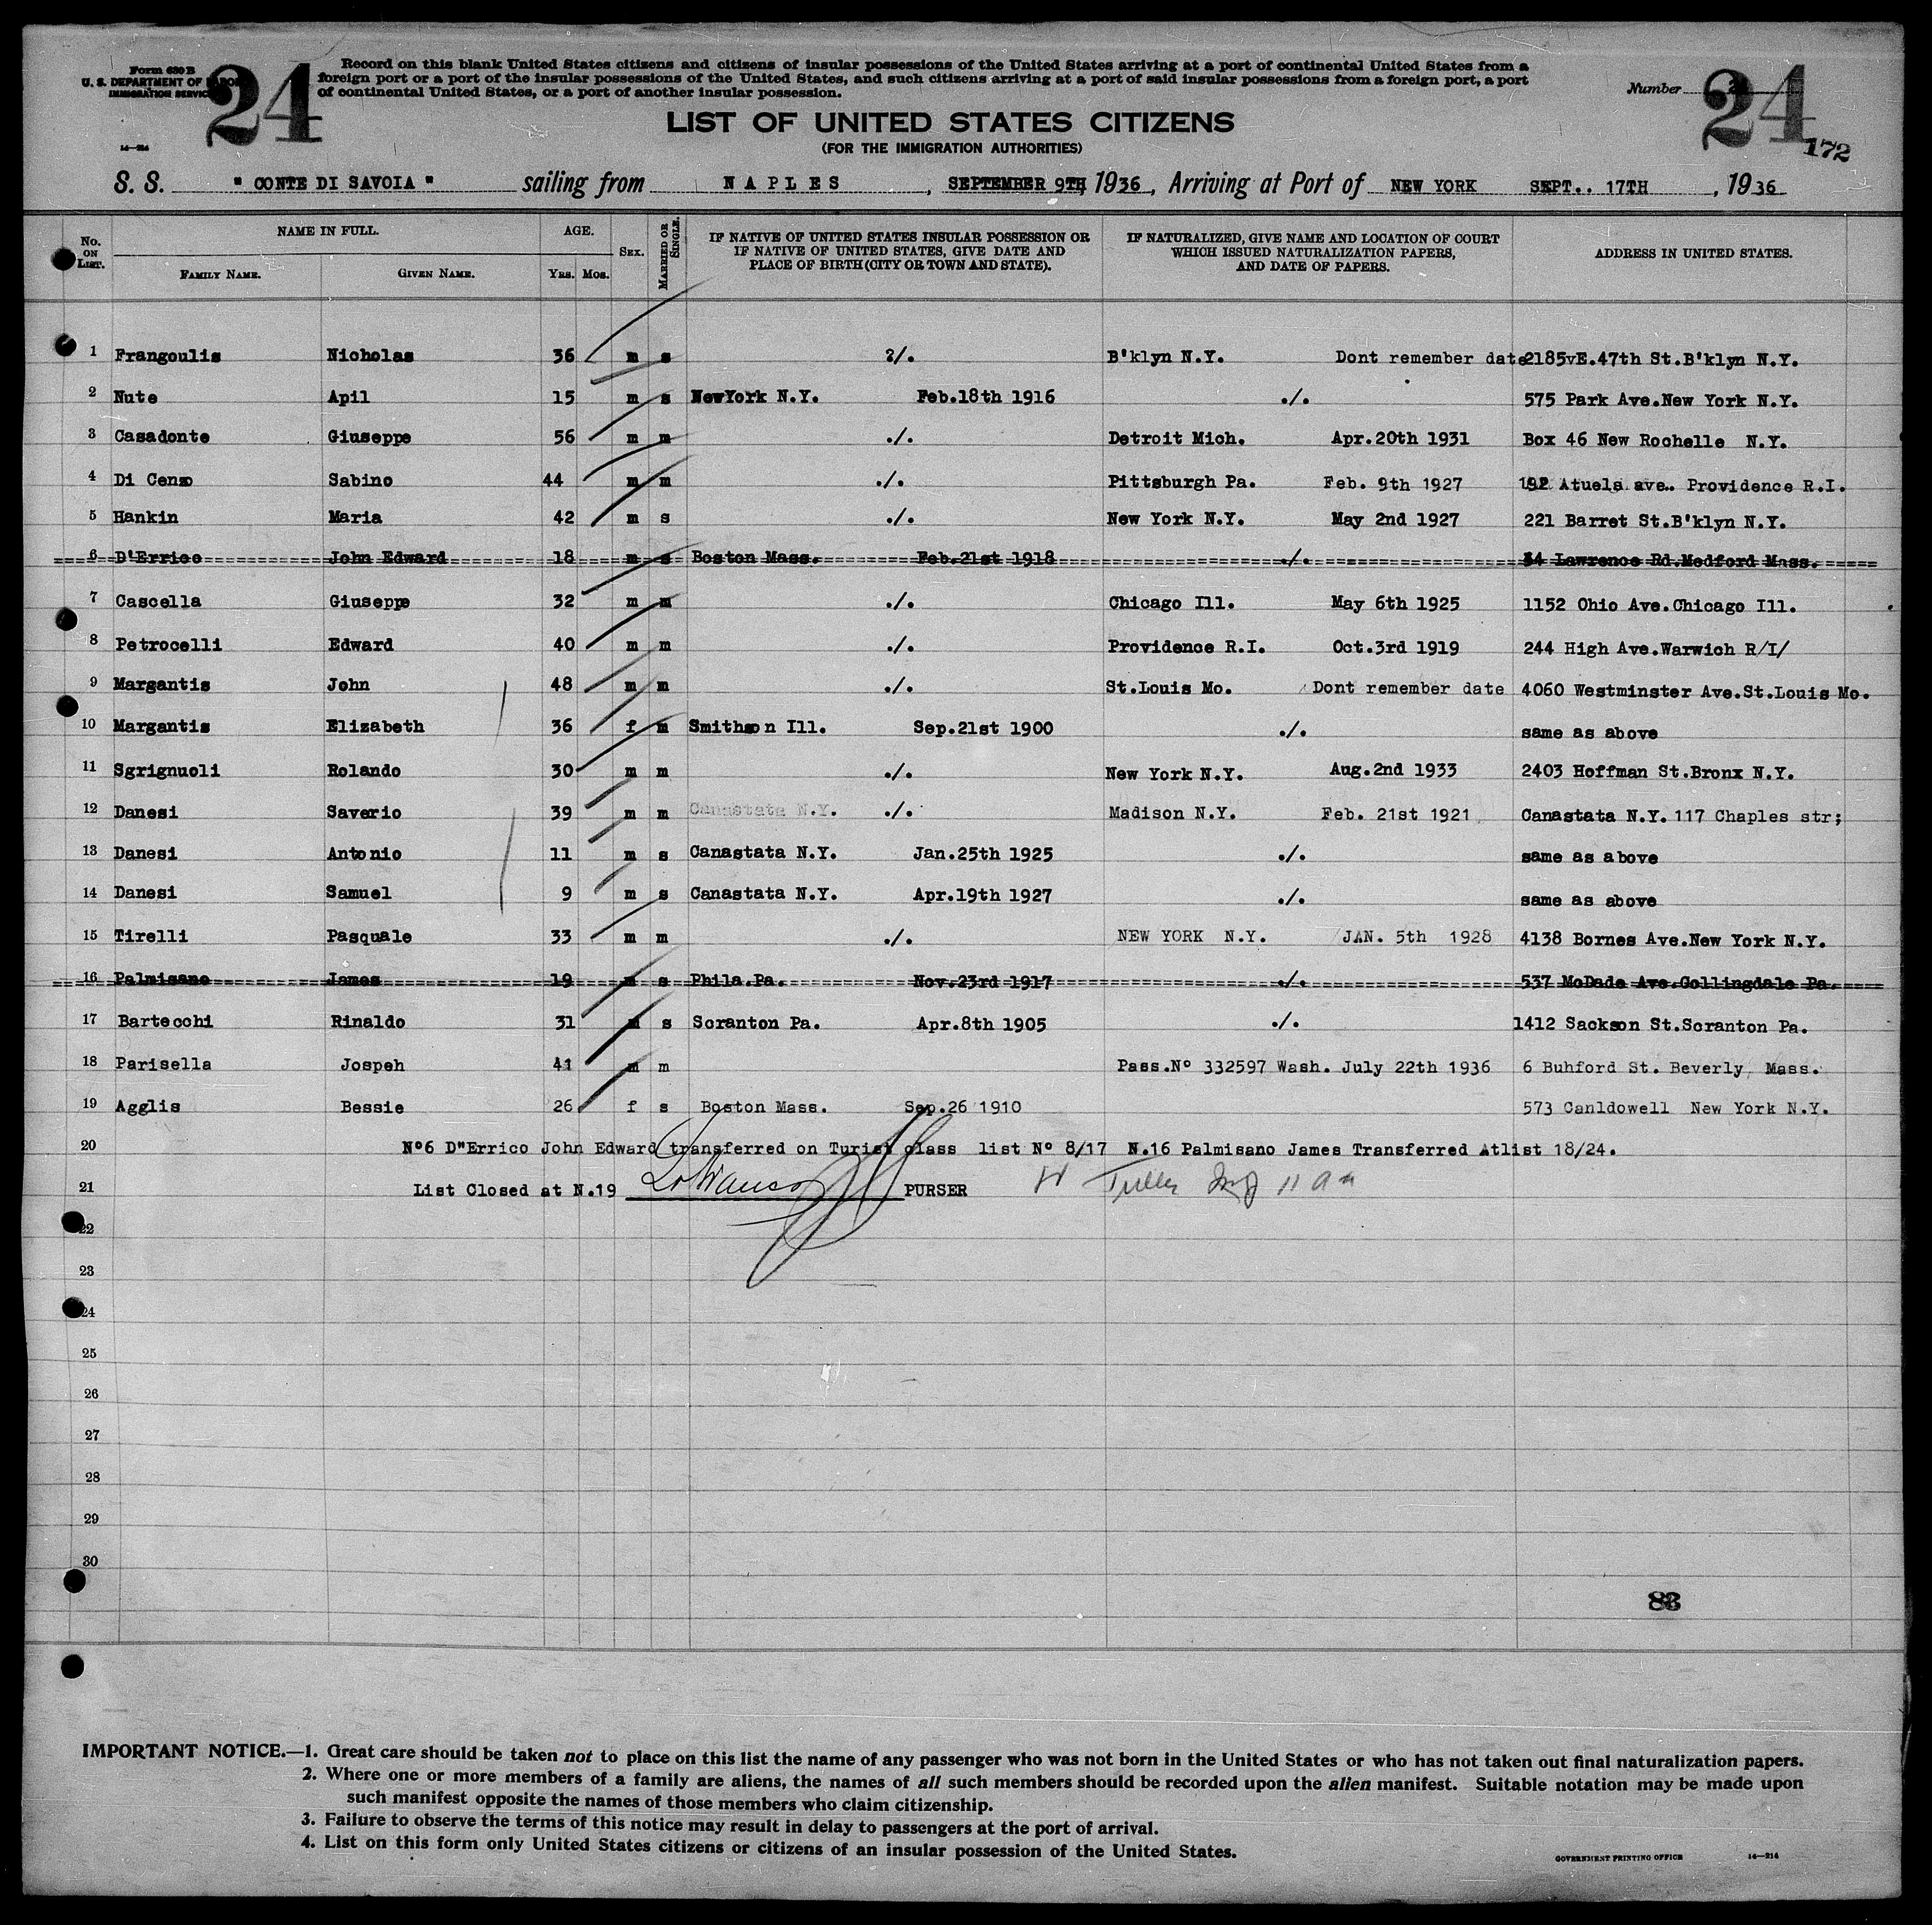 Form 630 B
U. S. DEPARTMENT OF LABOR
IMMIGRATION SERVICE
14—214
24
Record on this blank United States citizens and citizens of insular possessions of the United States arriving at a port of continental United States from a
foreign port or a port of the insular possessions of the United States, and such citizens arriving at a port of said insular possessions from a foreign port, a port
of continental United States, or a port of another insular possession.
Number
24
172
LIST OF UNITED STATES CITIZENS
(FOR THE IMMIGRATION AUTHORITIES)
S. S. " CONTE DI SAVOIA " sailing from NAPLES, SEPTEMBER 9TH, 1936, Arriving at Port of NEW YORK SEPT.. 17TH, 1936
No. ON LIST. NAME IN FULL. FAMILY NAME. GIVEN NAME. AGE. YRS. MOS. SEX. MARRIED OR SINGLE. IF NATIVE OF UNITED STATES INSULAR POSSESSION OR IF NATIVE OF UNITED STATES, GIVE DATE AND PLACE OF BIRTH (CITY OR TOWN AND STATE). IF NATURALIZED, GIVE NAME AND LOCATION OF COURT WHICH ISSUED NATURALIZATION PAPERS, AND DATE OF PAPERS. ADDRESS IN UNITED STATES.
1 Frangoulis Nicholas 36 m s ?/. B'klyn N.Y. Dont remember date 2185vE.47th St.B'klyn N.Y.
2 Nute Apil 15 m s NewYork N.Y. Feb.18th 1916 ./. 575 Park Ave.New York N.Y.
3 Casadonte Giuseppe 56 m m ./. Detroit Mich. Apr.20th 1931 Box 46 New Rochelle N.Y.
4 Di Cenzo Sabino 44 m m ./. Pittsburgh Pa. Feb. 9th 1927 192 Atuels ave. Providence R.I.
5 Hankin Maria 42 m s ./. New York N.Y. May 2nd 1927 221 Barret St.B'klyn N.Y.
6 D'Errico John Edward 18 m s Boston Mass. Feb.21st 1918 ./. 34 Lawrence Rd.Medford Mass.
7 Cascella Giuseppe 32 m m ./. Chicago Ill. May 6th 1925 1152 Ohio Ave.Chicago Ill.
8 Petrocelli Edward 40 m m ./. Providence R.I. Oct.3rd 1919 244 High Ave.Warwich R/I/
9 Margantis John 48 m m ./. St.Louis Mo. Dont remember date 4060 Westminster Ave.St.Louis Mo.
10 Margantis Elizabeth 36 f m Smithson Ill. Sep.21st 1900 ./. same as above
11 Sgrignuoli Rolando 30 m m ./. New York N.Y. Aug.2nd 1933 2403 Hoffman St.Bronx N.Y.
12 Danesi Saverio 39 m m Canastata N.Y. ./. Madison N.Y. Feb. 21st 1921 Canastata N.Y. 117 Chaples str;
13 Danesi Antonio 11 m s Canastata N.Y. Jan.25th 1925 ./. same as above
14 Danesi Samuel 9 m s Canastata N.Y. Apr.19th 1927 ./. same as above
15 Tirelli Pasquale 33 m m ./. NEW YORK N.Y. JAN. 5th 1928 4138 Bornes Ave.New York N.Y.
16 Palmisano James 19 m s Phila.Pa. Nov.23rd 1917 ./. 537 McDade Ave.Collingdale Pa.
17 Bartecchi Rinaldo 31 m s Scranton Pa. Apr.8th 1905 ./. 1412 Sackson St.Scranton Pa.
18 Parisella Jospeh 41 m m Pass.Nº 332597 Wash. July 22th 1936 6 Buhford St. Beverly Mass.
19 Agglis Bessie 26 f s Boston Mass. Sep.26 1910 573 Canldowell New York N.Y.
20 Nº6 D"Errico John Edward transferred on Turist class list Nº 8/17 N.16 Palmisano James Transferred Atlist 18/24.
21 List Closed at N.19 PURSER
22
23
24
25
26
27
28
29
30
83
IMPORTANT NOTICE.—1. Great care should be taken not to place on this list the name of any passenger who was not born in the United States or who has not taken out final naturalization papers.
2. Where one or more members of a family are aliens, the names of all such members should be recorded upon the alien manifest. Suitable notation may be made upon
such manifest opposite the names of those members who claim citizenship.
3. Failure to observe the terms of this notice may result in delay to passengers at the port of arrival.
4. List on this form only United States citizens or citizens of an insular possession of the United States.
GOVERNMENT PRINTING OFFICE 14—214